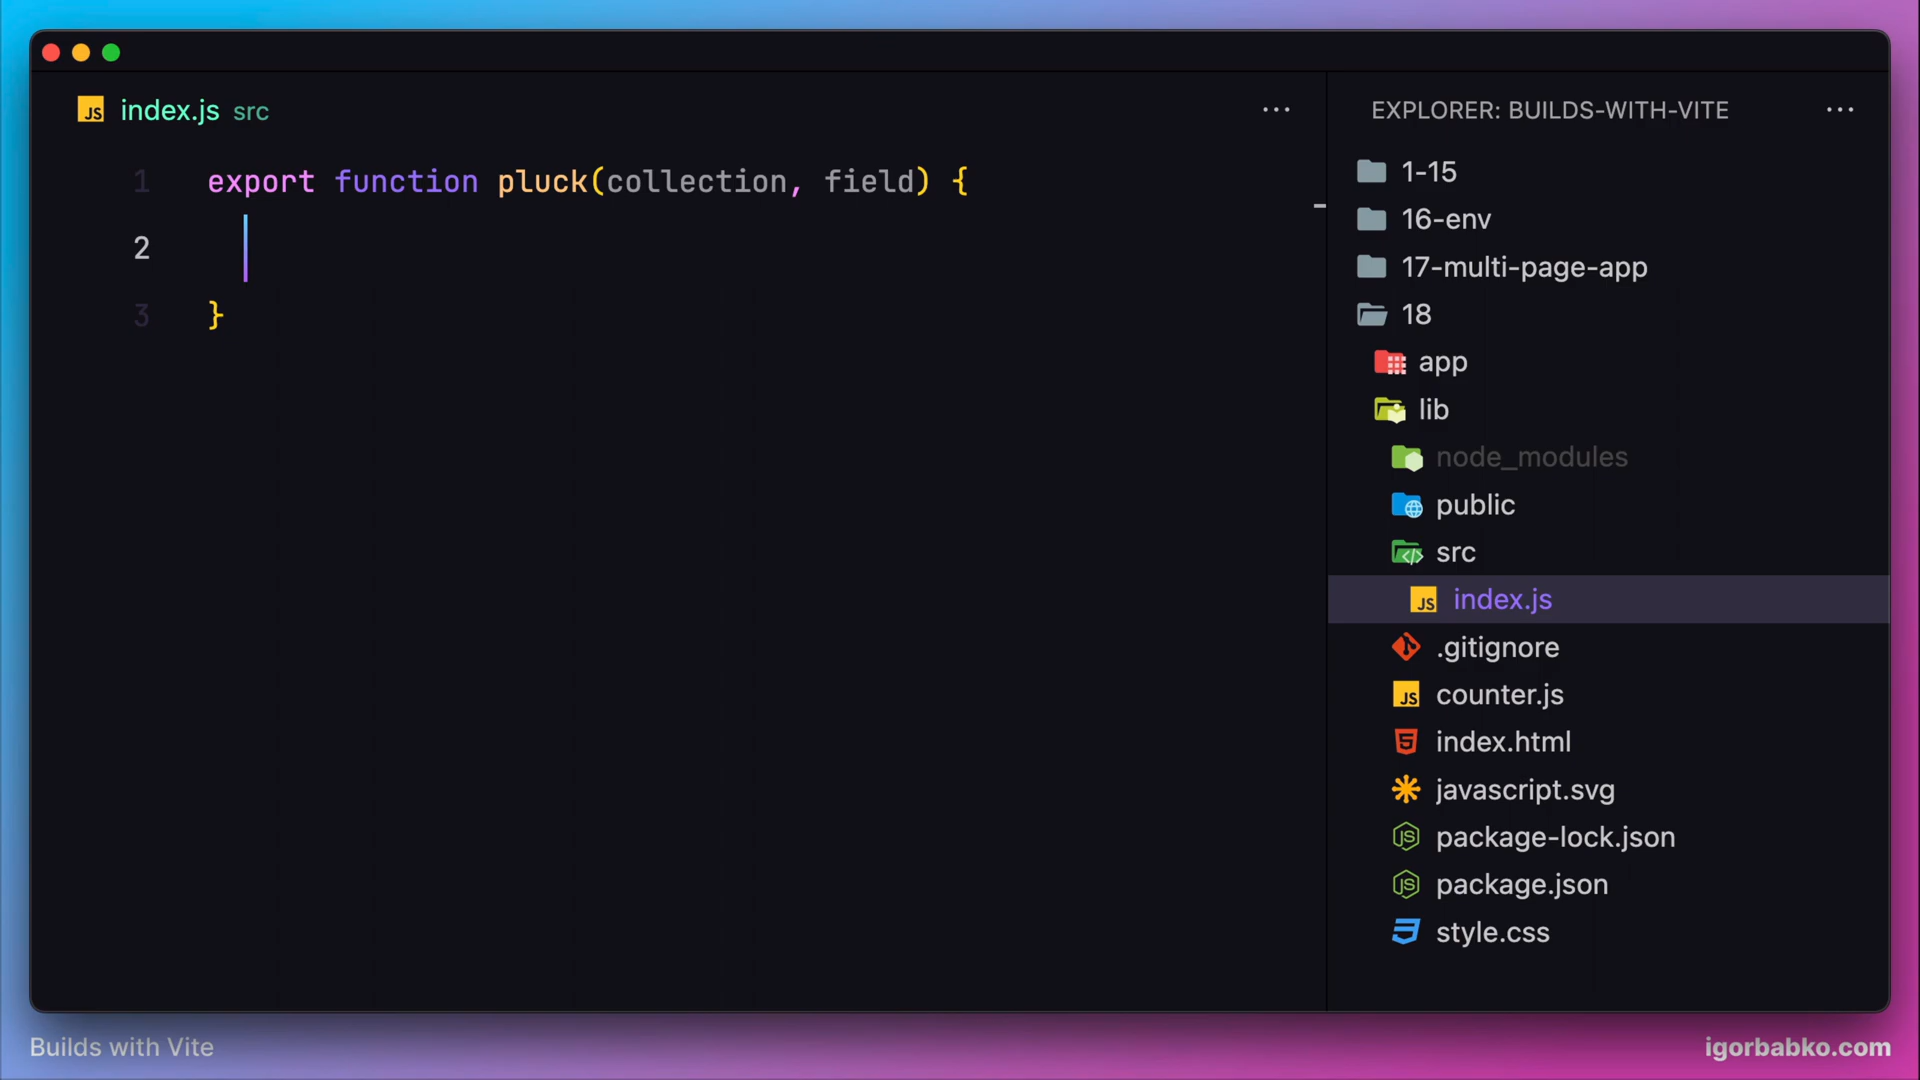 index.js src
1 export function pluck(collection, field) {
2
3 }
EXPLORER: BUILDS-WITH-VITE
1-15
16-env
17-multi-page-app
18
app
lib
node_modules
public
src
index.js
.gitignore
counter.js
index.html
javascript.svg
package-lock.json
package.json
style.css
Builds with Vite
igorbabko.com